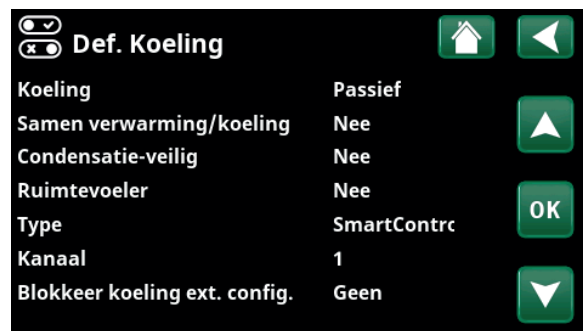 Def. Koeling
Koeling Passief
Samen verwarming/koeling Nee
Condensatie-veilig Nee
Ruimtevoeler Nee
Type SmartContrc
Kanaal 1
Blokkeer koeling ext. config. Geen
OK